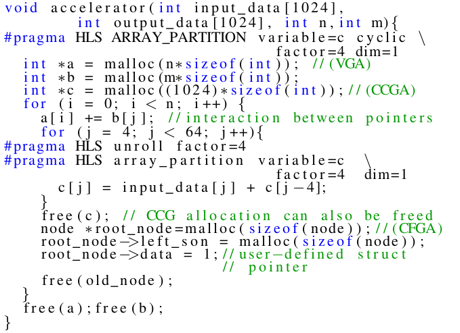 void accelerator(int input_data[1024],
int output_data[1024], int n,int m){
#pragma HLS ARRAY_PARTITION variable=c cyclic \
factor=4 dim=1
int *a = malloc(n*sizeof(int)); //(VGA)
int *b = malloc(m*sizeof(int));
int *c = malloc((1024)*sizeof(int));//(CCGA)
for (i = 0; i < n; i++) {
a[i] += b[j]; //interaction between pointers
for (j = 4; j < 64; j++){
#pragma HLS unroll factor=4
#pragma HLS array_partition variable=c \
factor=4 dim=1
c[j] = input_data[j] + c[j-4];
}
free(c); // CCG allocation can also be freed
node *root_node=malloc(sizeof(node));//(CFGA)
root_node->left_son = malloc(sizeof(node));
root_node->data = 1;//user-defined struct
// pointer
free(old_node);
}
free(a);free(b);
}